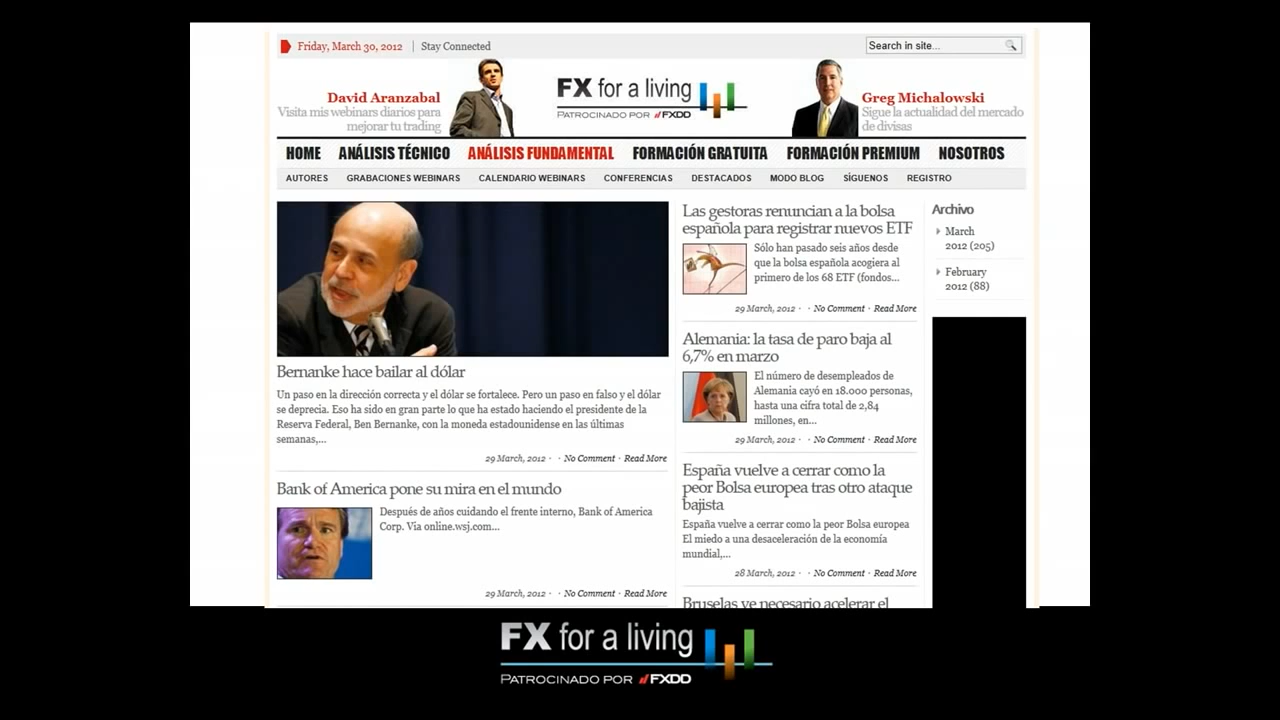 Friday, March 30, 2012 | Stay Connected
Search in site...
David Aranzabal
Visita mis webinars diarios para
mejorar tu trading
FX for a living
PATROCINADO POR FXDD
Greg Michalowski
Sigue la actualidad del mercado
de divisas
HOME ANÁLISIS TÉCNICO ANÁLISIS FUNDAMENTAL FORMACIÓN GRATUITA FORMACIÓN PREMIUM NOSOTROS
AUTORES GRABACIONES WEBINARS CALENDARIO WEBINARS CONFERENCIAS DESTACADOS MODO BLOG SÌGUENOS REGISTRO
Bernanke hace bailar al dólar
Un paso en la dirección correcta y el dólar se fortalece. Pero un paso en falso y el dólar
se deprecia. Eso ha sido en gran parte lo que ha estado haciendo el presidente de la
Reserva Federal, Ben Bernanke, con la moneda estadounidense en las últimas
semanas,...
29 March, 2012 · · No Comment · Read More
Bank of America pone su mira en el mundo
Después de años cuidando el frente interno, Bank of America
Corp. Via online.wsj.com...
29 March, 2012 · · No Comment · Read More
Las gestoras renuncian a la bolsa
española para registrar nuevos ETF
Sólo han pasado seis años desde
que la bolsa española acogiera al
primero de los 68 ETF (fondos...
29 March, 2012 · · No Comment · Read More
Alemania: la tasa de paro baja al
6,7% en marzo
El número de desempleados de
Alemania cayó en 18.000 personas,
hasta una cifra total de 2,84
millones, en...
29 March, 2012 · · No Comment · Read More
España vuelve a cerrar como la
peor Bolsa europea tras otro ataque
bajista
España vuelve a cerrar como la peor Bolsa europea
El miedo a una desaceleración de la economía
mundial,...
28 March, 2012 · · No Comment · Read More
Bruselas ve necesario acelerar el
Archivo
March
2012 (205)
February
2012 (88)
FX for a living
PATROCINADO POR FXDD